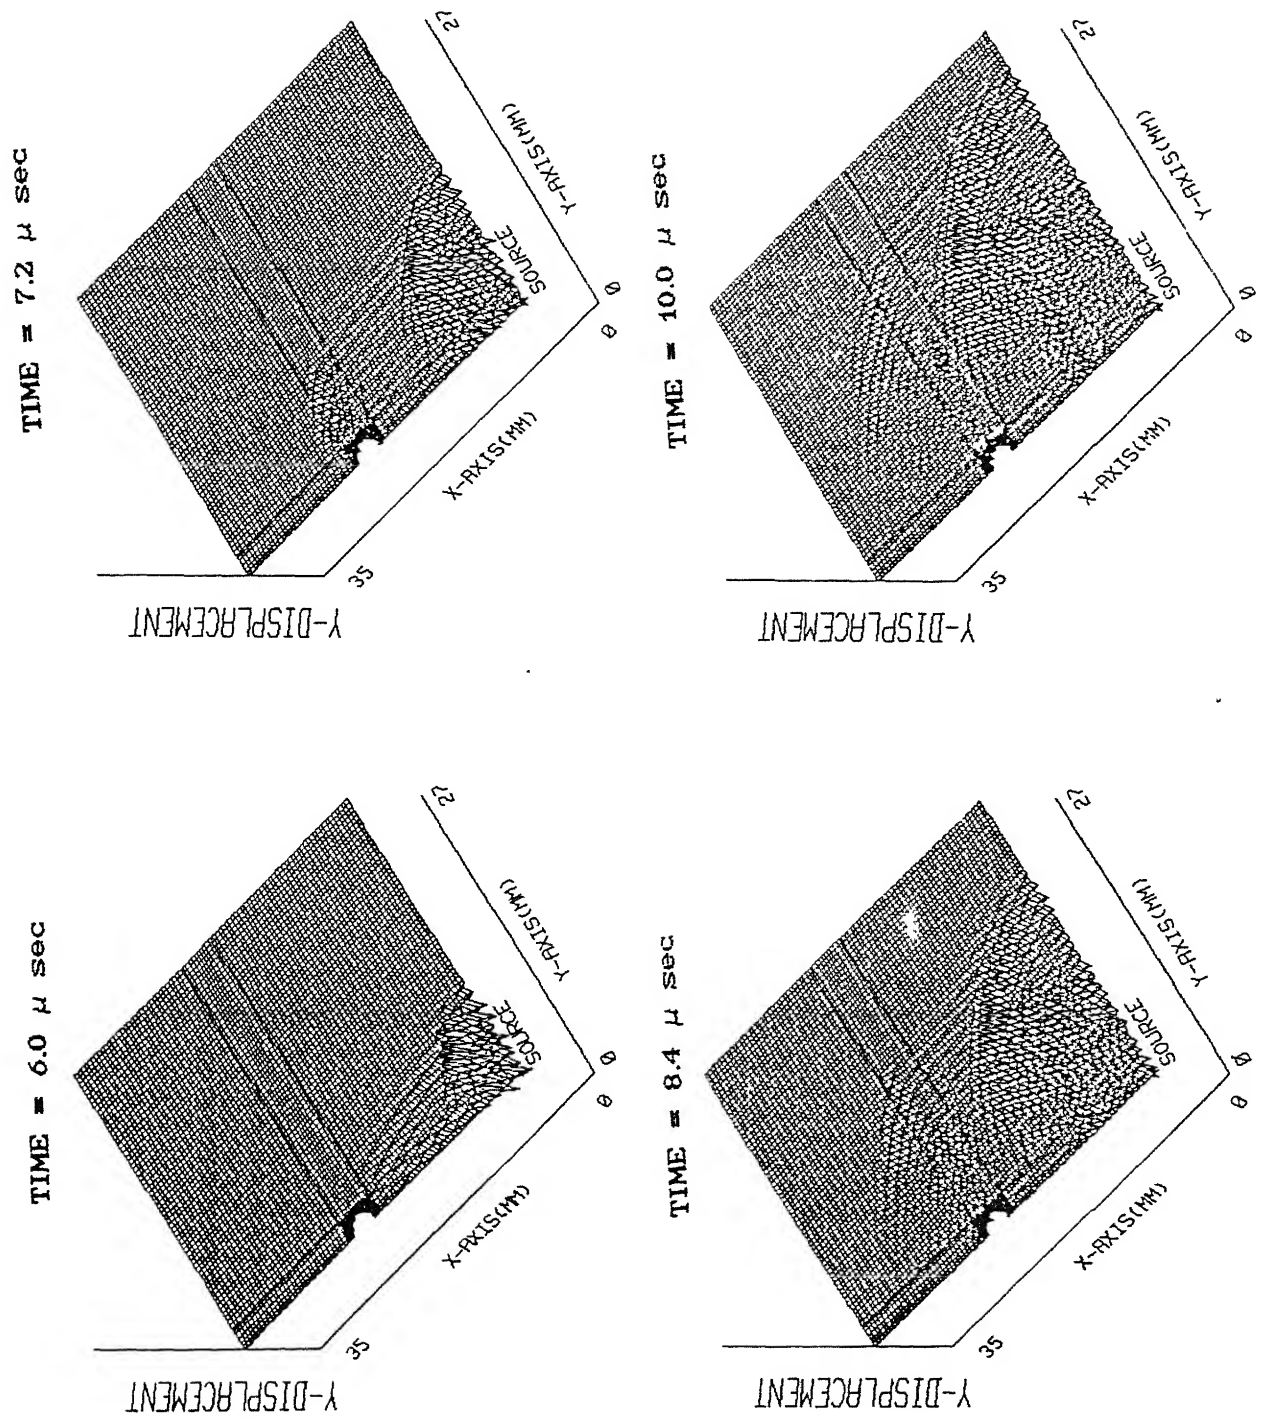 TIME = 6.0 μ sec
Y-DISPLACEMENT
35
X-AXIS(MM)
0
0
SOURCE
Y-AXIS(MM)
27
TIME = 7.2 μ sec
Y-DISPLACEMENT
35
X-AXIS(MM)
0
0
SOURCE
Y-AXIS(MM)
27
TIME = 8.4 μ sec
Y-DISPLACEMENT
35
X-AXIS(MM)
0
0
SOURCE
Y-AXIS(MM)
27
TIME = 10.0 μ sec
Y-DISPLACEMENT
35
X-AXIS(MM)
0
0
SOURCE
Y-AXIS(MM)
27